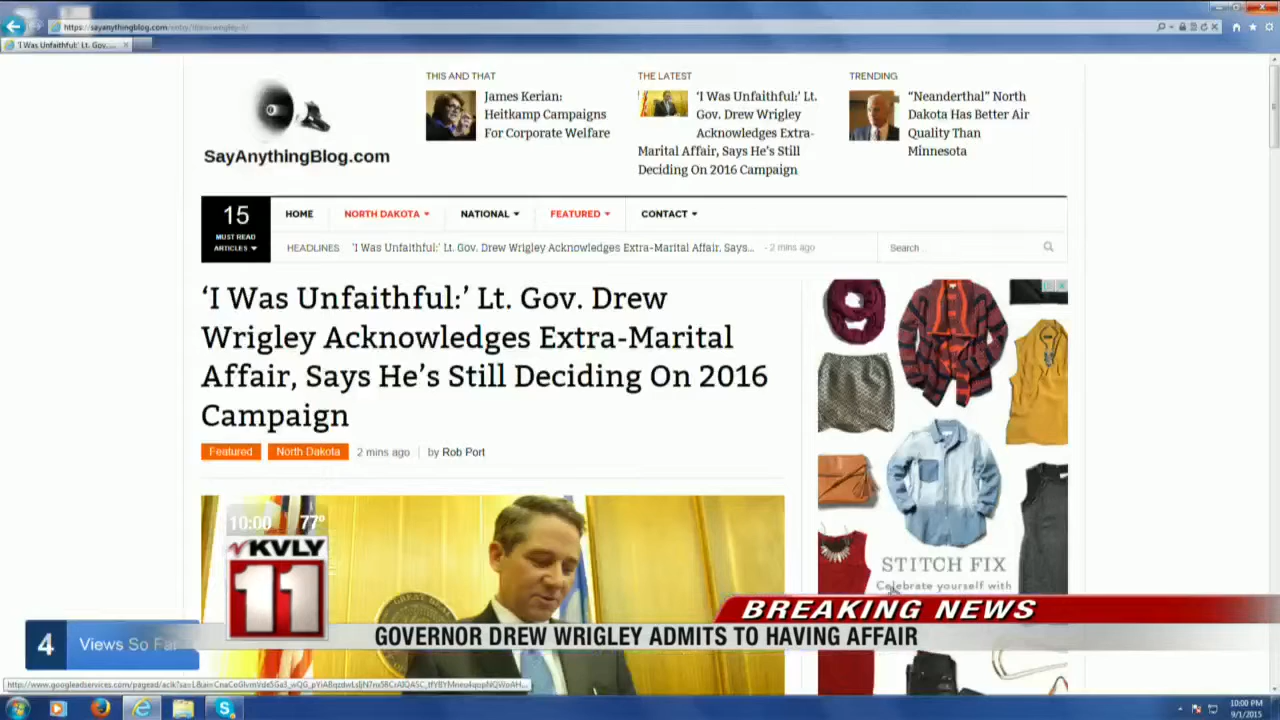 https://sayanythingblog.com/entry/
'I Was Unfaithful:' Lt. Gov....
SayAnythingBlog.com
THIS AND THAT
James Kerian:
Heitkamp Campaigns
For Corporate Welfare
THE LATEST
'I Was Unfaithful:' Lt.
Gov. Drew Wrigley
Acknowledges Extra-
Marital Affair, Says He's Still
Deciding On 2016 Campaign
TRENDING
“Neanderthal” North
Dakota Has Better Air
Quality Than
Minnesota
15
MUST READ
ARTICLES
HOME NORTH DAKOTA NATIONAL FEATURED CONTACT
HEADLINES 'I Was Unfaithful:' Lt. Gov. Drew Wrigley Acknowledges Extra-Marital Affair, Says... - 2 mins ago
Search
‘I Was Unfaithful:’ Lt. Gov. Drew
Wrigley Acknowledges Extra-Marital
Affair, Says He’s Still Deciding On 2016
Campaign
Featured North Dakota 2 mins ago by Rob Port
STITCH FIX
Celebrate yourself with
10:00 77°
KVLY
11
BREAKING NEWS
GOVERNOR DREW WRIGLEY ADMITS TO HAVING AFFAIR
4 Views So Far
10:00 PM
9/1/2015